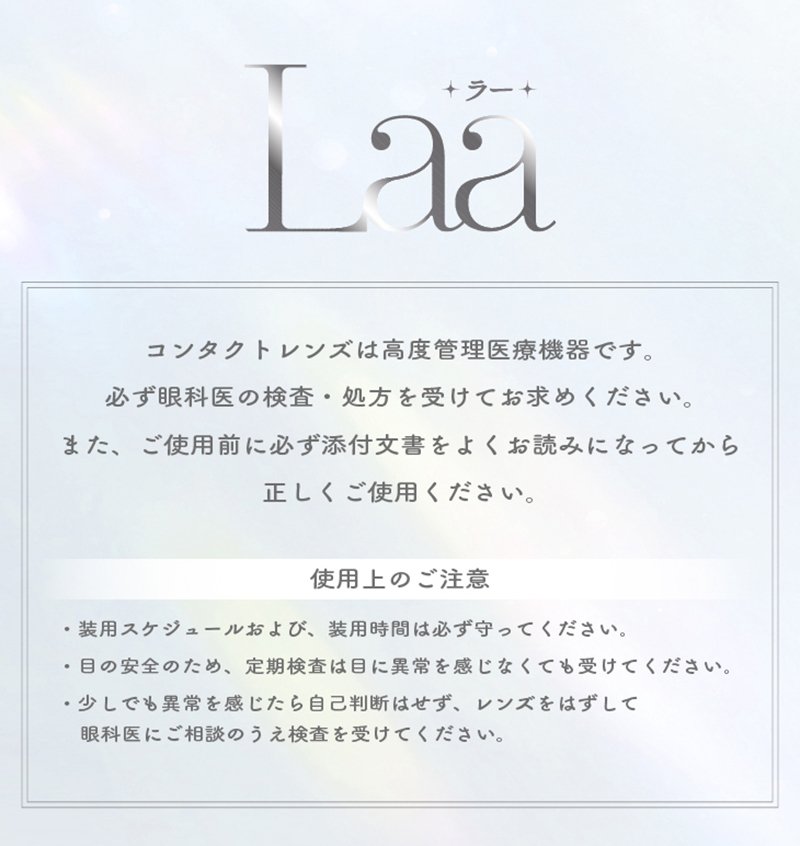 ラー
Laä
コンタクトレンズは高度管理医療機器です。
必ず眼科医の検査・処方を受けてお求めください。
また、ご使用前に必ず添付文書をよくお読みになってから
正しくご使用ください。
使用上のご注意
・装用スケジュールおよび、装用時間は必ず守ってください。
・目の安全のため、定期検査は目に異常を感じなくても受けてください。
・少しでも異常を感じたら自己判断はせず、レンズをはずして
眼科医にご相談のうえ検査を受けてください。